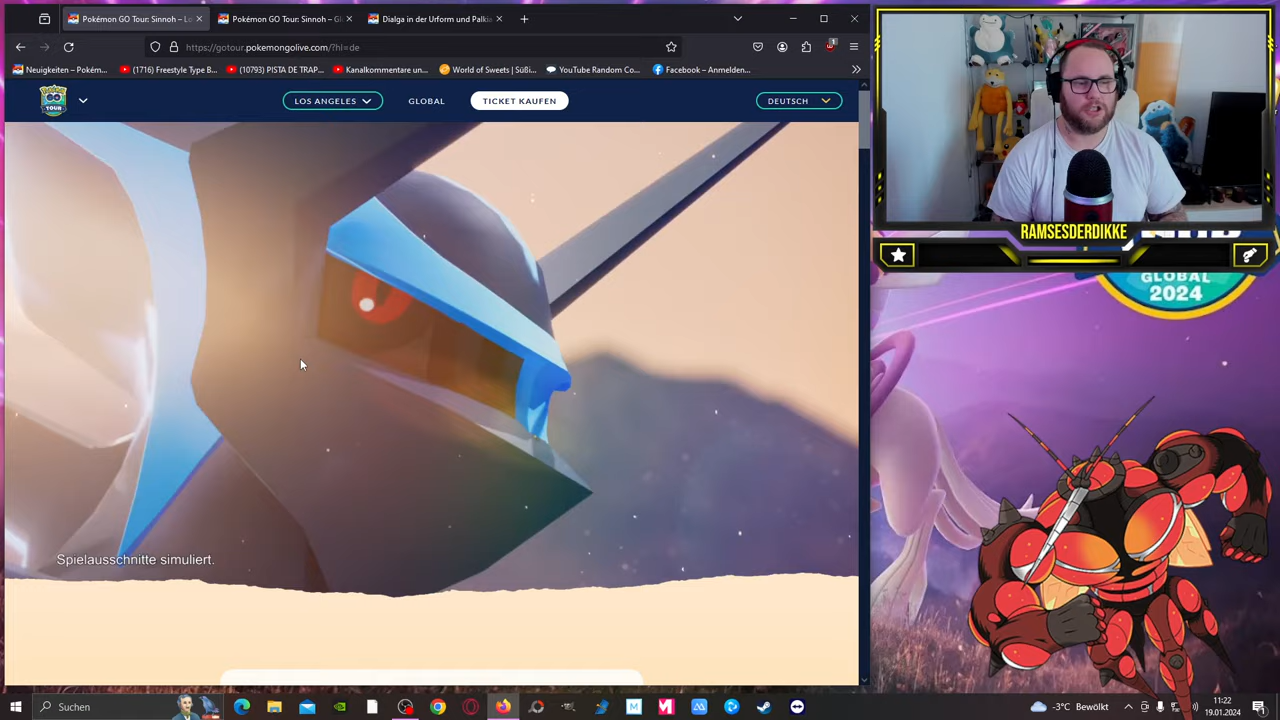 Pokémon GO Tour: Sinnoh – Lo
Pokémon GO Tour: Sinnoh – Gl
Dialga in der Urform und Palkia
https://gotour.pokemongolive.com/?hl=de
Neuigkeiten – Pokém...
(1716) Freestyle Type B...
(10793) PISTA DE TRAP...
Kanalkommentare un...
World of Sweets | Süßi...
YouTube Random Co...
Facebook – Anmelden...
LOS ANGELES
GLOBAL
TICKET KAUFEN
DEUTSCH
Spielausschnitte simuliert.
RAMSESDERDIKKE
GLOBAL
2024
Suchen
-3°C Bewölkt
11:22
19.01.2024